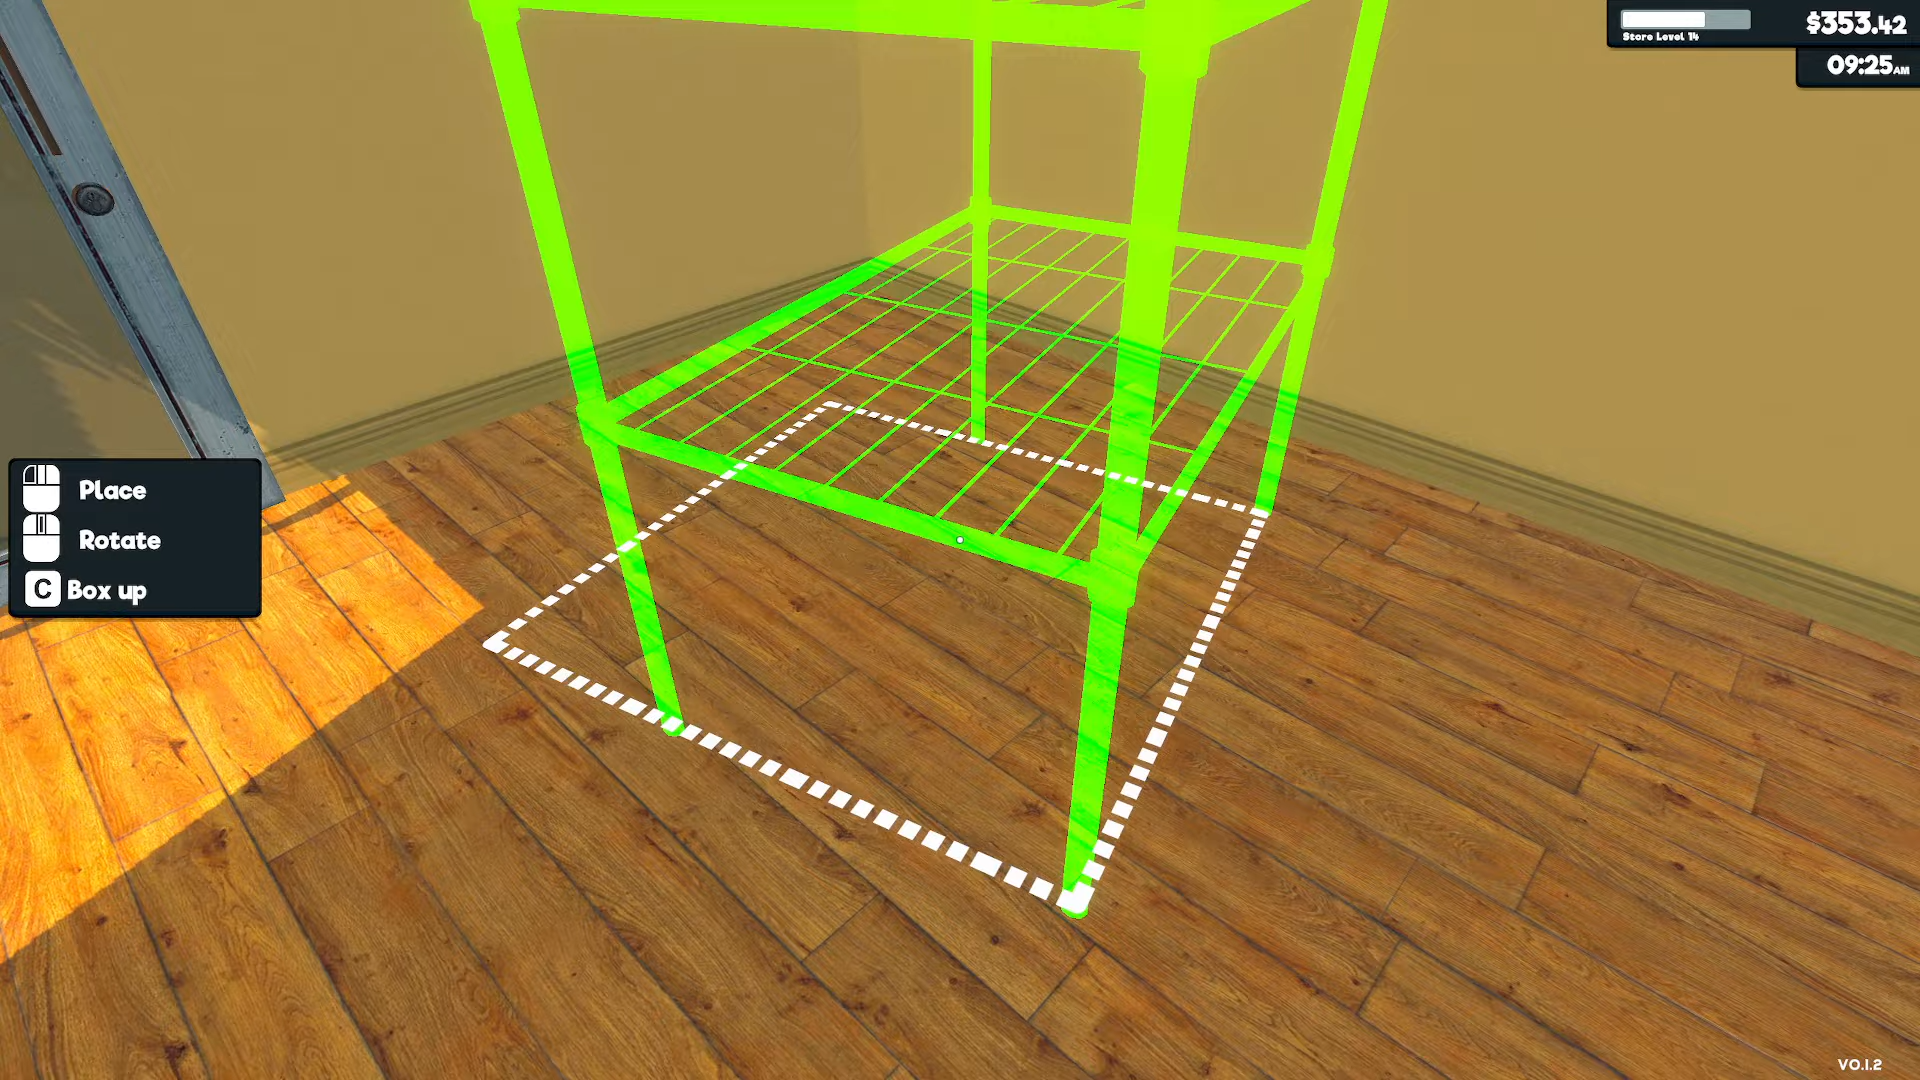 $353.42
Store Level 14
09:25AM
Place
Rotate
C Box up
V0.1.2